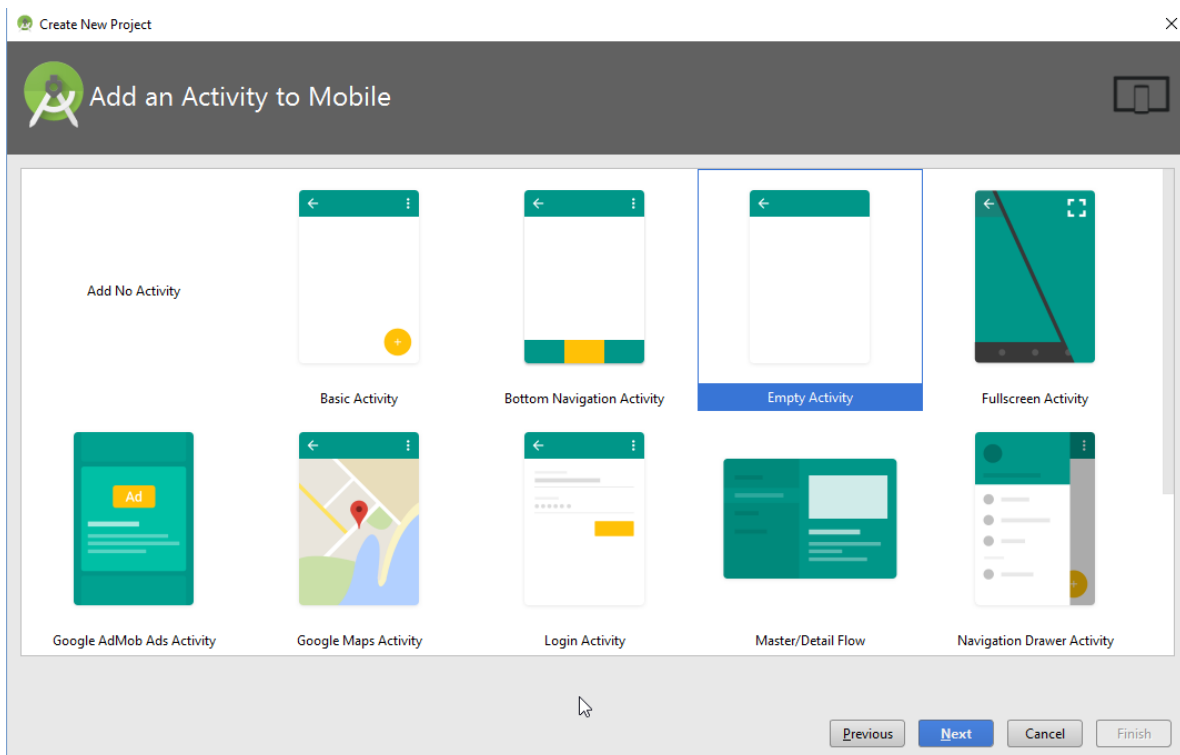 Create New Project
Add an Activity to Mobile
Add No Activity
Basic Activity
Bottom Navigation Activity
Empty Activity
Fullscreen Activity
Ad
Google AdMob Ads Activity
Google Maps Activity
Login Activity
Master/Detail Flow
Navigation Drawer Activity
Previous
Next
Cancel
Finish